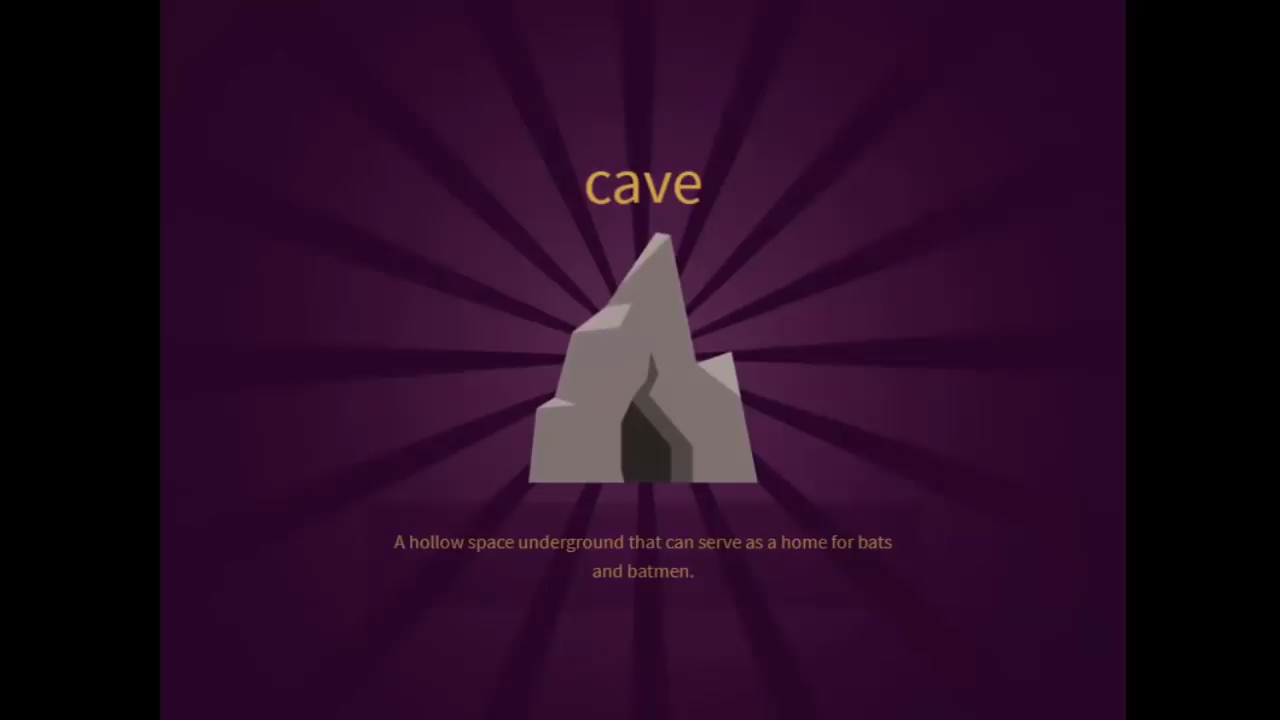 cave
A hollow space underground that can serve as a home for bats
and batmen.